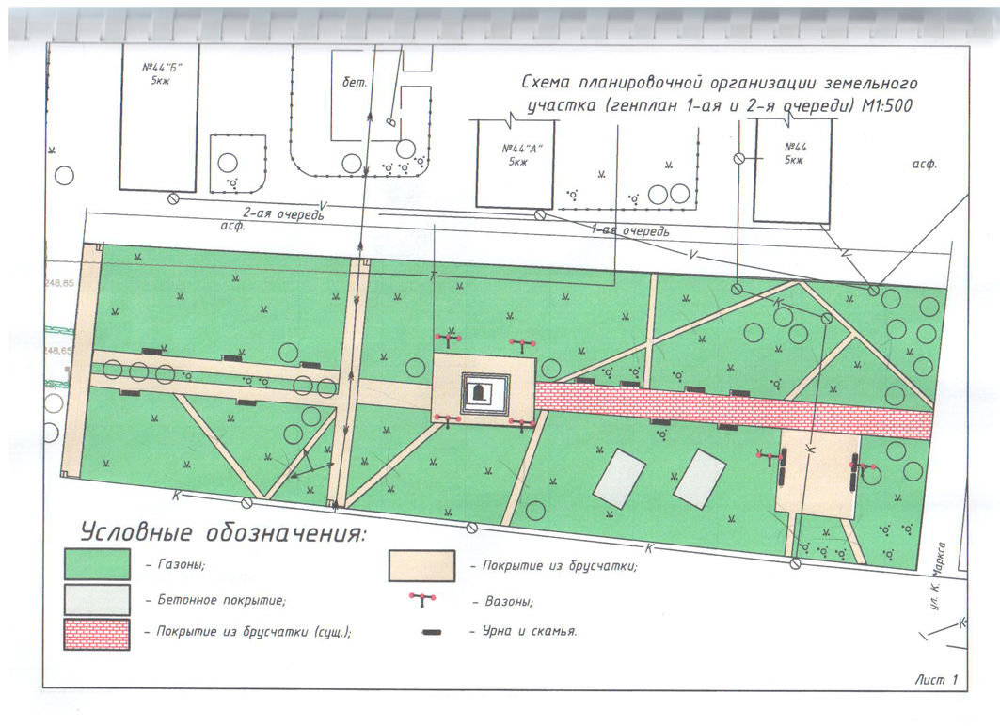 №44"Б"
5кж
бет.
Схема планировочной организации земельного
участка (генплан 1-ая и 2-я очереди) М1:500
В
№44"А"
5кж
№44
5кж
асф.
V
2-ая очередь
асф.
1-ая очередь
V
V
248,85
Т
К
248,65
К
К
К
Условные обозначения:
- Газоны;
- Покрытие из брусчатки;
- Бетонное покрытие;
- Вазоны;
- Покрытие из брусчатки (сущ.);
- Урна и скамья.
ул. К. Маркса
К
Лист 1